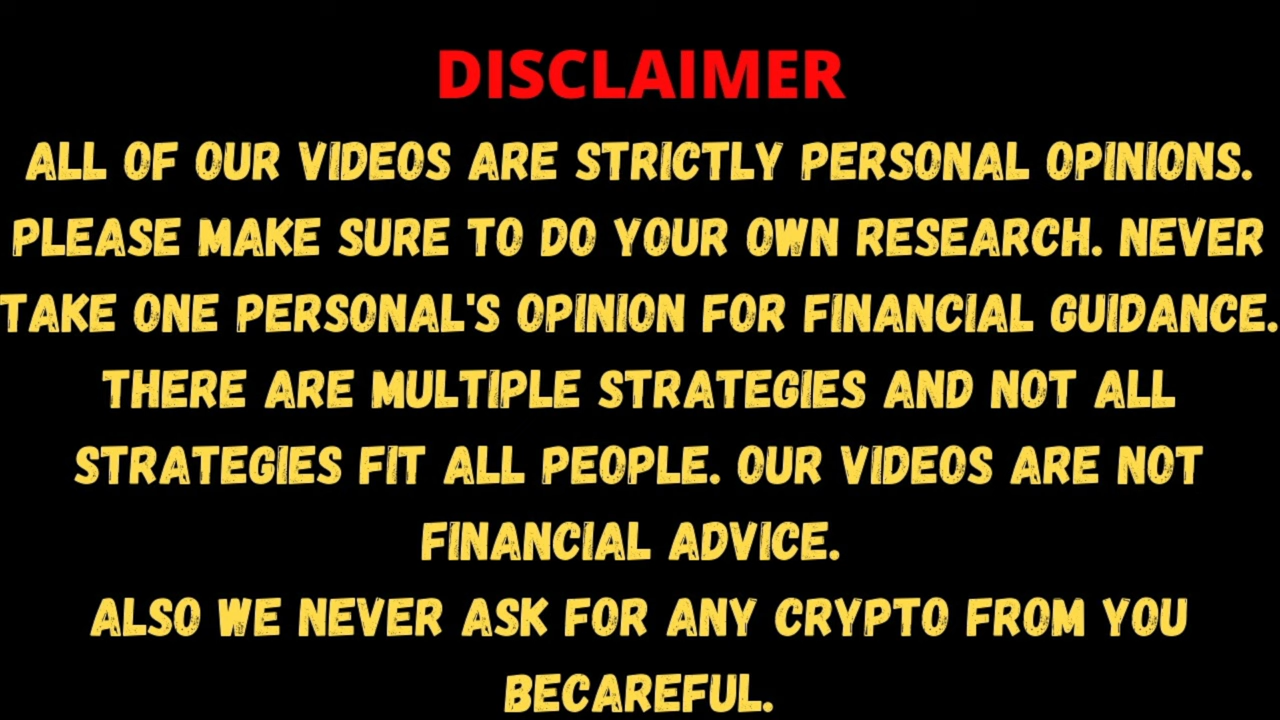 DISCLAIMER
ALL OF OUR VIDEOS ARE STRICTLY PERSONAL OPINIONS.
PLEASE MAKE SURE TO DO YOUR OWN RESEARCH. NEVER
TAKE ONE PERSONAL'S OPINION FOR FINANCIAL GUIDANCE.
THERE ARE MULTIPLE STRATEGIES AND NOT ALL
STRATEGIES FIT ALL PEOPLE. OUR VIDEOS ARE NOT
FINANCIAL ADVICE.
ALSO WE NEVER ASK FOR ANY CRYPTO FROM YOU
BECAREFUL.